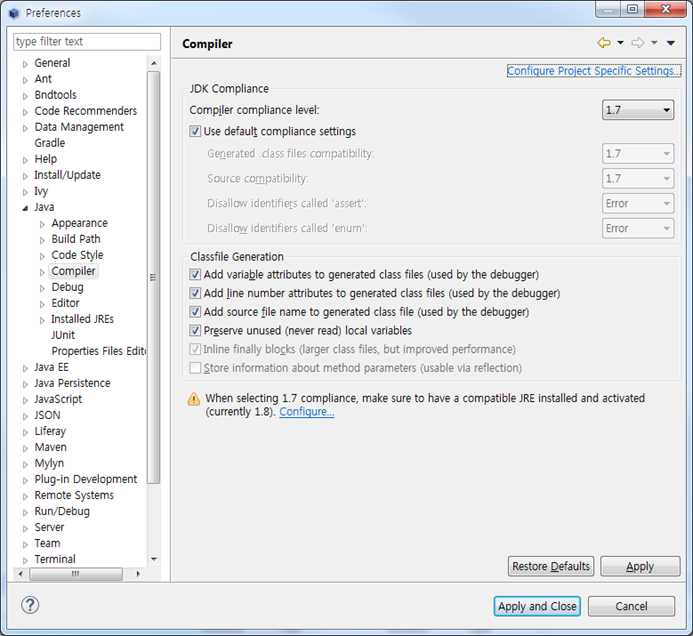 Preferences
type filter text
General
Ant
Bndtools
Code Recommenders
Data Management
Gradle
Help
Install/Update
Ivy
Java
Appearance
Build Path
Code Style
Compiler
Debug
Editor
Installed JREs
JUnit
Properties Files Edito
Java EE
Java Persistence
JavaScript
JSON
Liferay
Maven
Mylyn
Plug-in Development
Remote Systems
Run/Debug
Server
Team
Terminal
Compiler
Configure Project Specific Settings...
JDK Compliance
Compiler compliance level: 1.7
Use default compliance settings
Generated .class files compatibility: 1.7
Source compatibility: 1.7
Disallow identifiers called 'assert': Error
Disallow identifiers called 'enum': Error
Classfile Generation
Add variable attributes to generated class files (used by the debugger)
Add line number attributes to generated class files (used by the debugger)
Add source file name to generated class file (used by the debugger)
Preserve unused (never read) local variables
Inline finally blocks (larger class files, but improved performance)
Store information about method parameters (usable via reflection)
When selecting 1.7 compliance, make sure to have a compatible JRE installed and activated
(currently 1.8). Configure...
Restore Defaults Apply
? Apply and Close Cancel